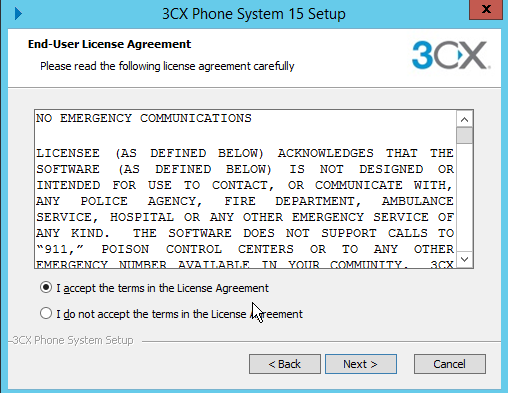 3CX Phone System 15 Setup
x
End-User License Agreement
Please read the following license agreement carefully
3CX
NO EMERGENCY COMMUNICATIONS
LICENSEE (AS DEFINED BELOW) ACKNOWLEDGES THAT THE
SOFTWARE (AS DEFINED BELOW) IS NOT DESIGNED OR
INTENDED FOR USE TO CONTACT, OR COMMUNICATE WITH,
ANY POLICE AGENCY, FIRE DEPARTMENT, AMBULANCE
SERVICE, HOSPITAL OR ANY OTHER EMERGENCY SERVICE OF
ANY KIND. THE SOFTWARE DOES NOT SUPPORT CALLS TO
“911,” POISON CONTROL CENTERS OR TO ANY OTHER
EMERGENCY NUMBER AVAILABLE IN YOUR COMMUNITY. 3CX
I accept the terms in the License Agreement
I do not accept the terms in the License Agreement
3CX Phone System Setup
< Back
Next >
Cancel